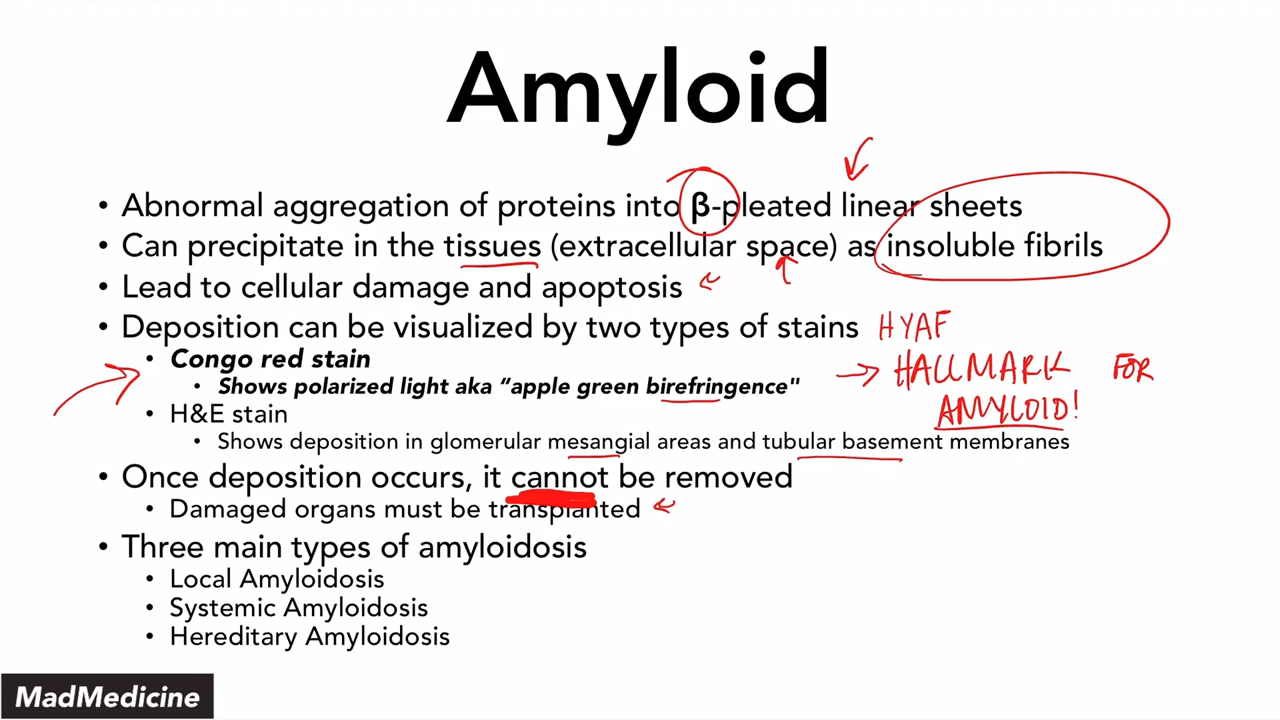 Amyloid
• Abnormal aggregation of proteins into β-pleated linear sheets
• Can precipitate in the tissues (extracellular space) as insoluble fibrils
• Lead to cellular damage and apoptosis
• Deposition can be visualized by two types of stains HYAF
• Congo red stain → HALLMARK FOR
• Shows polarized light aka “apple green birefringence"
AMYLOID!
• H&E stain
• Shows deposition in glomerular mesangial areas and tubular basement membranes
• Once deposition occurs, it cannot be removed
• Damaged organs must be transplanted
• Three main types of amyloidosis
• Local Amyloidosis
• Systemic Amyloidosis
• Hereditary Amyloidosis
MadMedicine